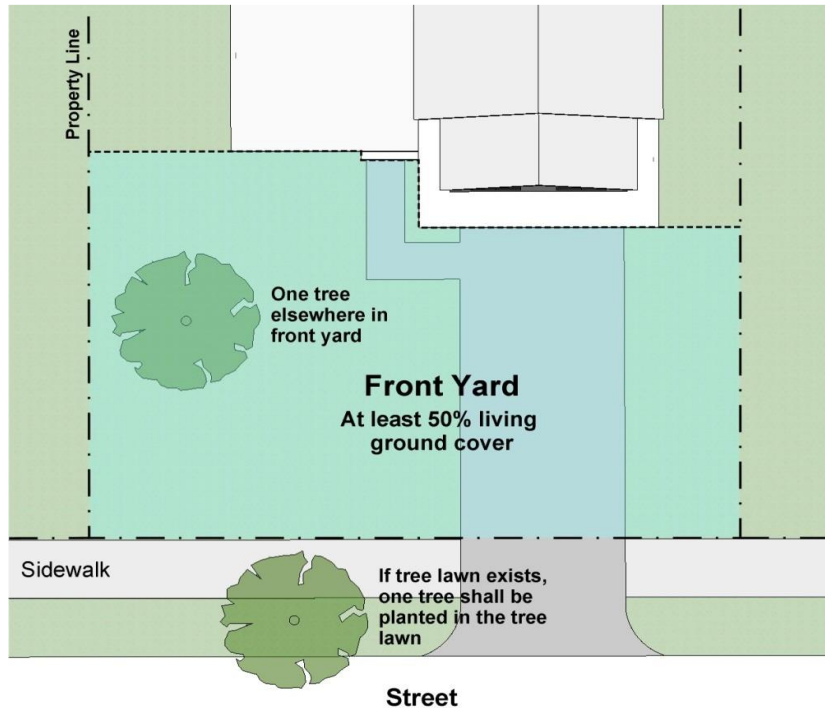 Property Line
One tree
elsewhere in
front yard
Front Yard
At least 50% living
ground cover
Sidewalk
If tree lawn exists,
one tree shall be
planted in the tree
lawn
Street